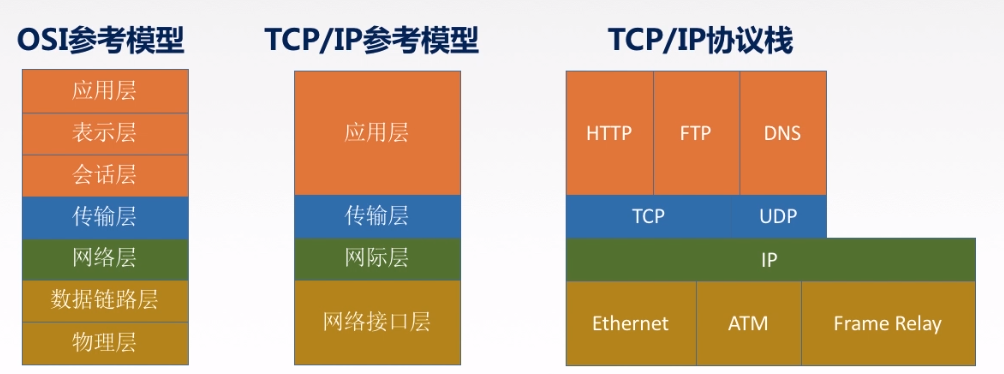 OSI参考模型
应用层
表示层
会话层
传输层
网络层
数据链路层
物理层
TCP/IP参考模型
应用层
传输层
网际层
网络接口层
TCP/IP协议栈
HTTP FTP DNS
TCP UDP
IP
Ethernet ATM Frame Relay